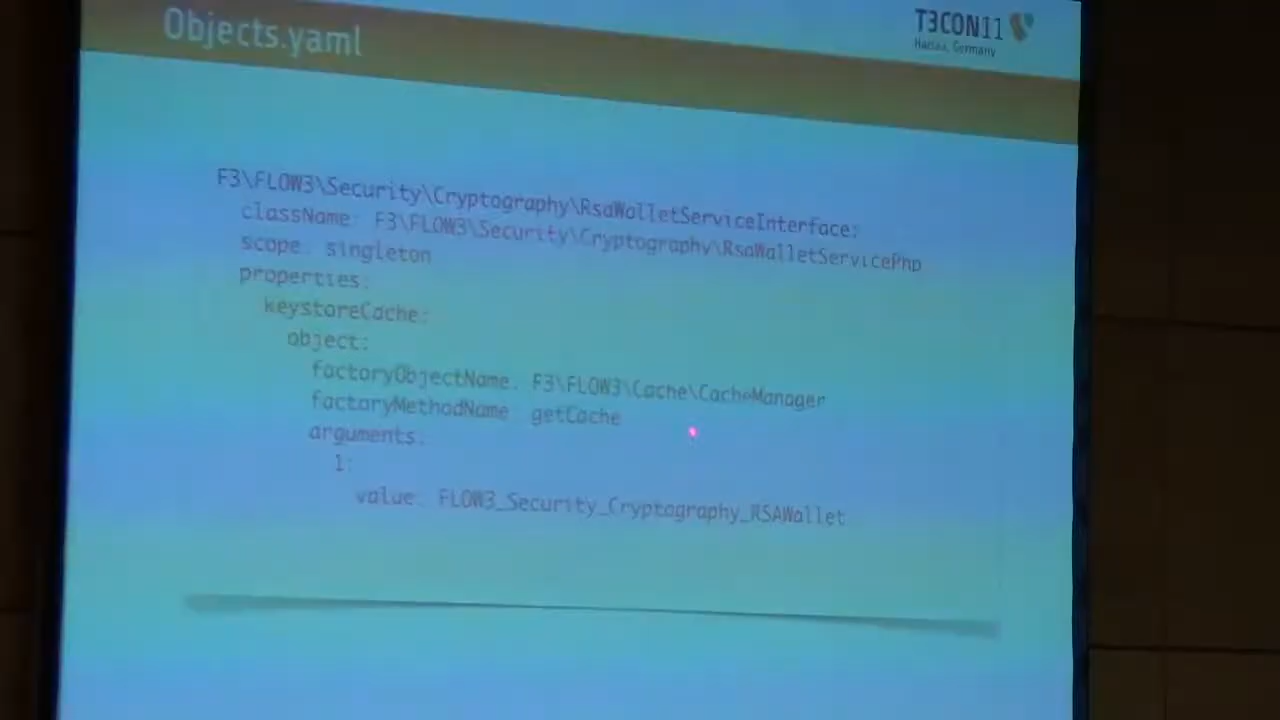 Objects.yaml
T3CON11
Hanau, Germany
F3\FLOW3\Security\Cryptography\RsaWalletServiceInterface:
className: F3\FLOW3\Security\Cryptography\RsaWalletServicePhp
scope: singleton
properties:
keystoreCache:
object:
factoryObjectName: F3\FLOW3\Cache\CacheManager
factoryMethodName: getCache
arguments:
1:
value: FLOW3_Security_Cryptography_RSAWallet